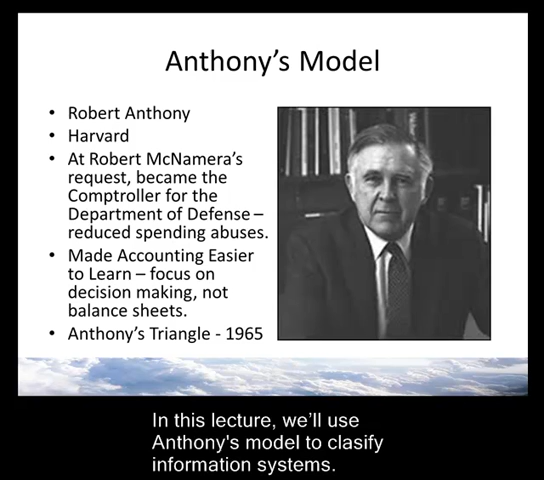 Anthony's Model
• Robert Anthony
• Harvard
• At Robert McNamera's
request, became the
Comptroller for the
Department of Defense –
reduced spending abuses.
• Made Accounting Easier
to Learn – focus on
decision making, not
balance sheets.
• Anthony's Triangle - 1965
In this lecture, we'll use
Anthony's model to clasify
information systems.